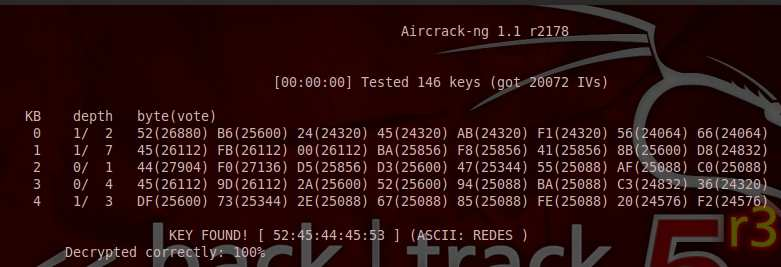 Aircrack-ng 1.1 r2178
[00:00:00] Tested 146 keys (got 20072 IVs)
KB depth byte(vote)
0 1/ 2 52(26880) B6(25600) 24(24320) 45(24320) AB(24320) F1(24320) 56(24064) 66(24064)
1 1/ 7 45(26112) FB(26112) 00(26112) BA(25856) F8(25856) 41(25856) 8B(25600) D8(24832)
2 0/ 1 44(27904) F0(27136) D5(25856) D3(25600) 47(25344) 55(25088) AF(25088) C0(25088)
3 0/ 4 45(26112) 9D(26112) 2A(25600) 52(25600) 94(25088) BA(25088) C3(24832) 36(24320)
4 1/ 3 DF(25600) 73(25344) 2E(25088) 67(25088) 85(25088) FE(25088) 20(24576) F2(24576)
KEY FOUND! [ 52:45:44:45:53 ] (ASCII: REDES )
Decrypted correctly: 100%
<< back | track 5 r3